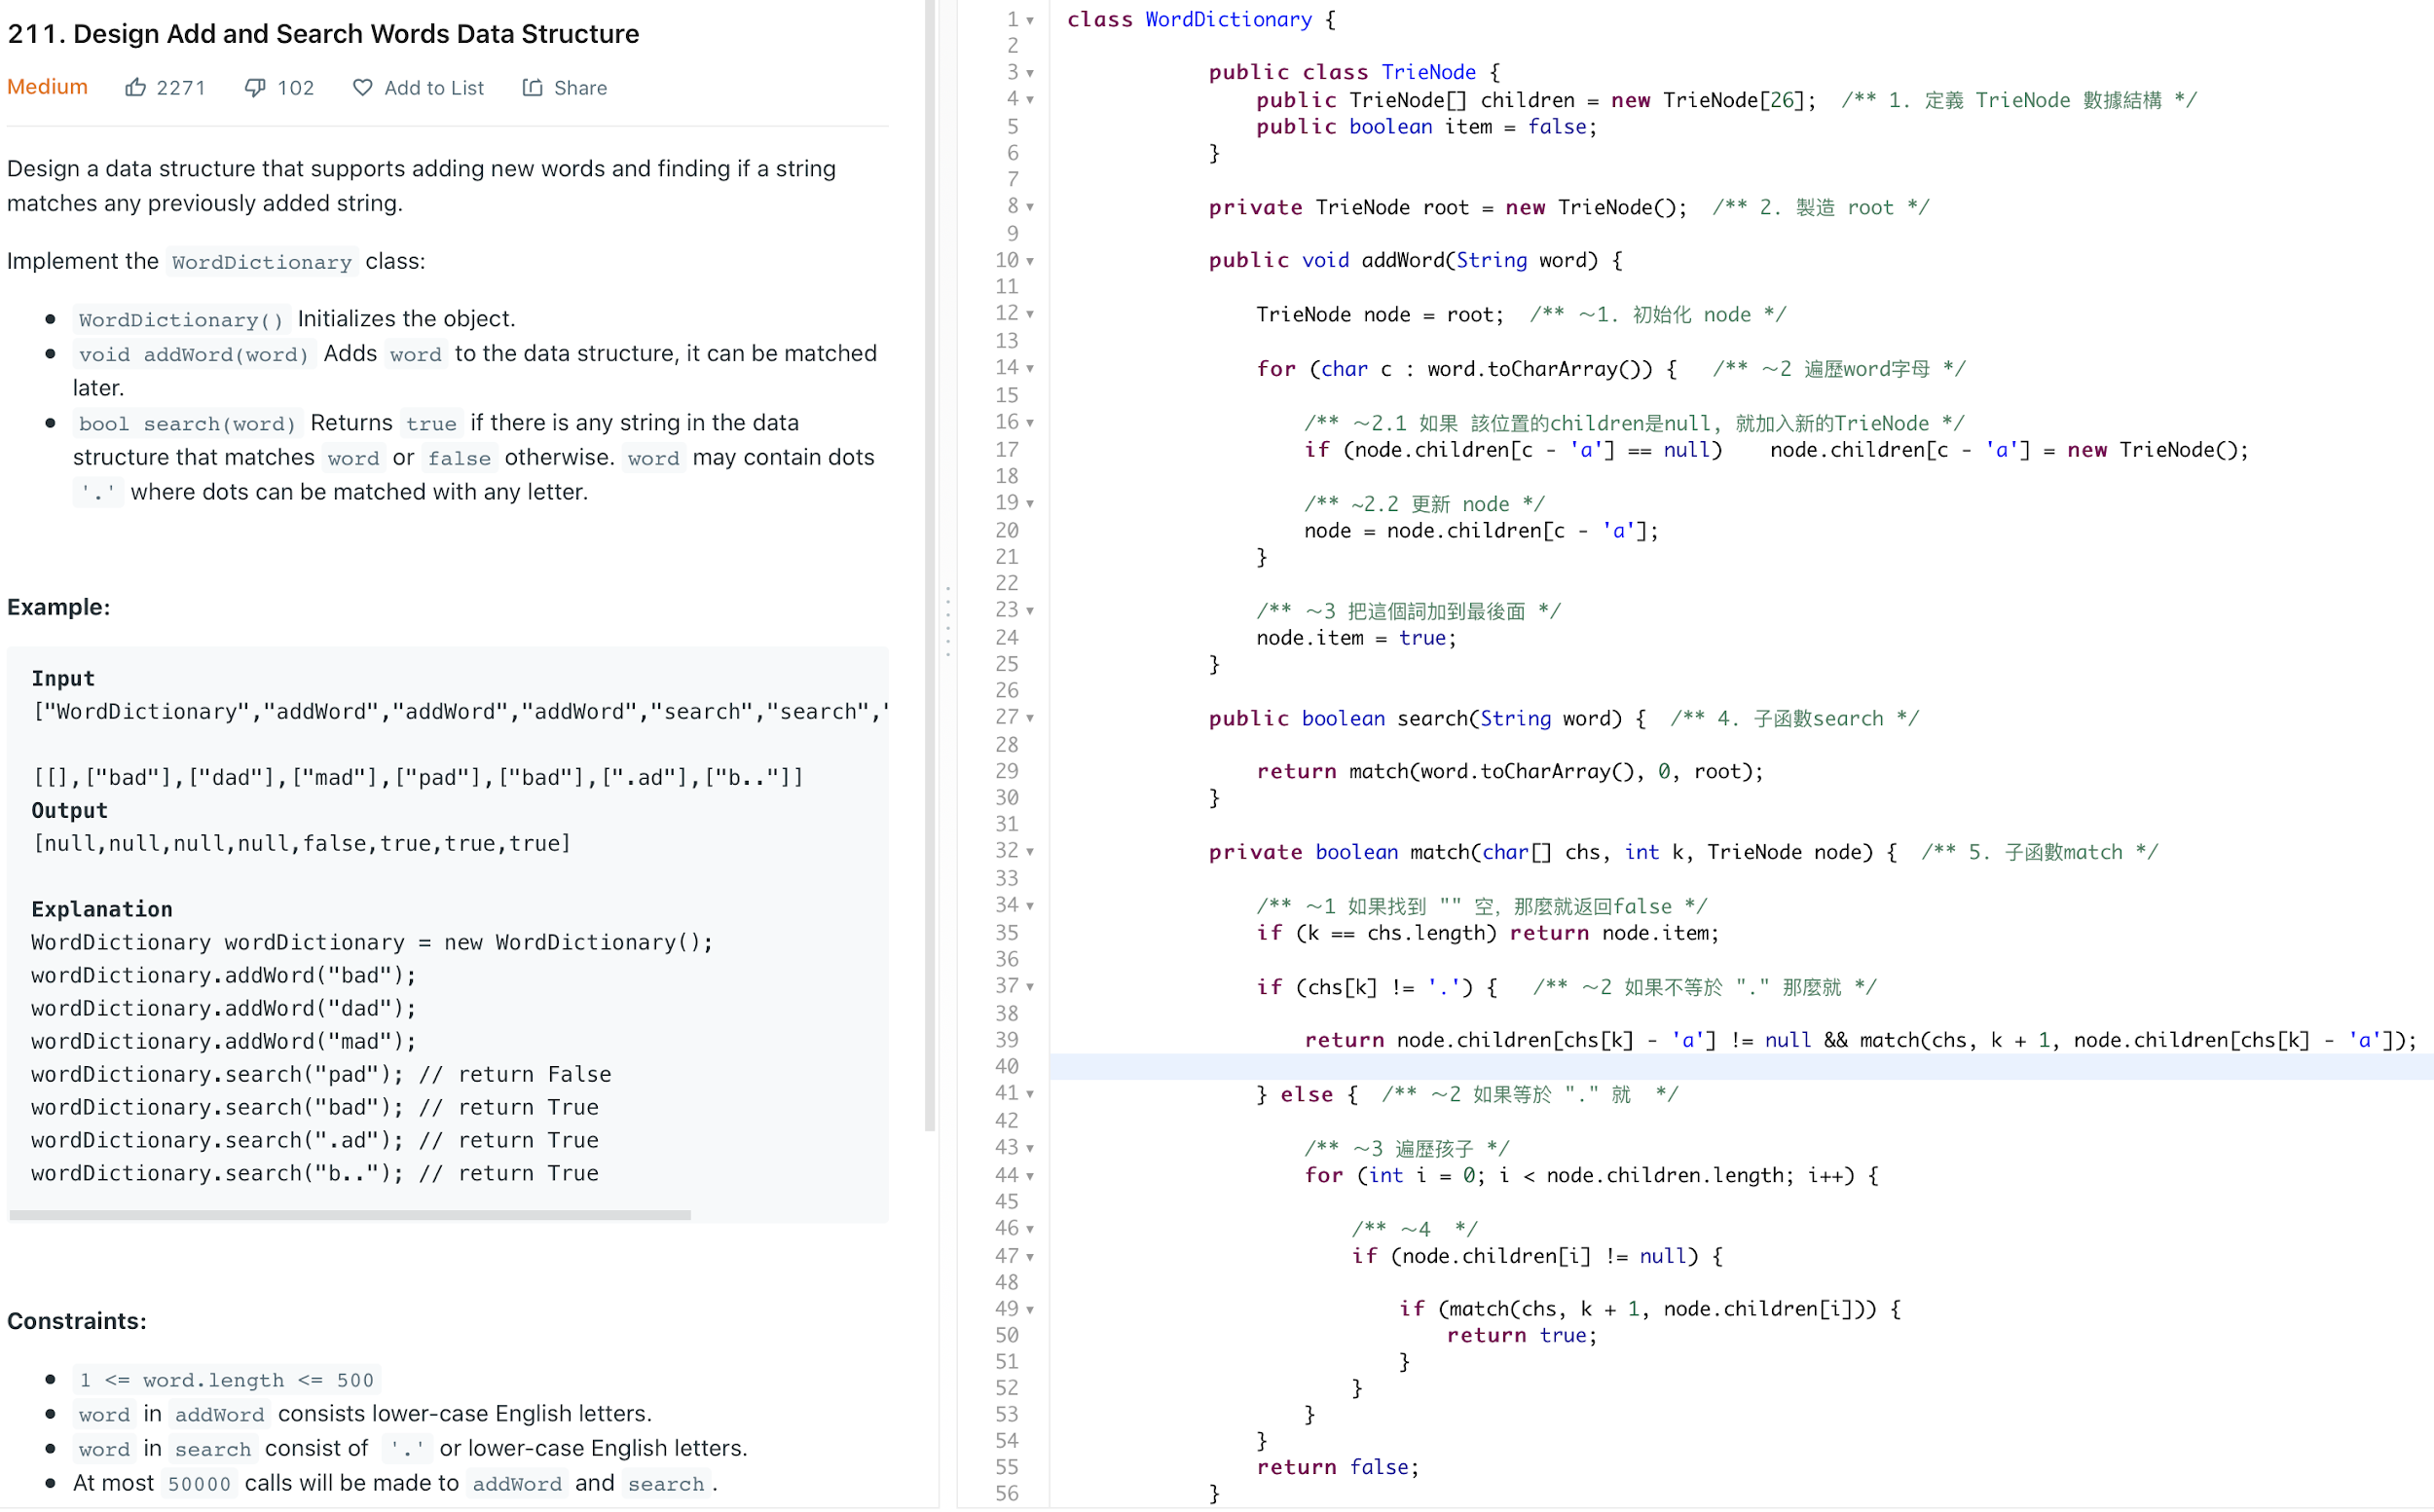 211. Design Add and Search Words Data Structure
Medium 2271 102 Add to List Share
Design a data structure that supports adding new words and finding if a string
matches any previously added string.
Implement the WordDictionary class:
WordDictionary() Initializes the object.
void addWord(word) Adds word to the data structure, it can be matched
later.
bool search(word) Returns true if there is any string in the data
structure that matches word or false otherwise. word may contain dots
'.' where dots can be matched with any letter.
Example:
Input
["WordDictionary","addWord","addWord","addWord","search","search","
[[],["bad"],["dad"],["mad"],["pad"],["bad"],[".ad"],["b.."]]
Output
[null,null,null,null,false,true,true,true]
Explanation
WordDictionary wordDictionary = new WordDictionary();
wordDictionary.addWord("bad");
wordDictionary.addWord("dad");
wordDictionary.addWord("mad");
wordDictionary.search("pad"); // return False
wordDictionary.search("bad"); // return True
wordDictionary.search(".ad"); // return True
wordDictionary.search("b.."); // return True
Constraints:
1 <= word.length <= 500
word in addWord consists lower-case English letters.
word in search consist of '.' or lower-case English letters.
At most 50000 calls will be made to addWord and search .
1 class WordDictionary {
2
3 public class TrieNode {
4 public TrieNode[] children = new TrieNode[26]; /** 1. 定義 TrieNode 數據結構 */
5 public boolean item = false;
6 }
7
8 private TrieNode root = new TrieNode(); /** 2. 製造 root */
9
10 public void addWord(String word) {
11
12 TrieNode node = root; /** ～1. 初始化 node */
13
14 for (char c : word.toCharArray()) { /** ～2 遍歷word字母 */
15
16 /** ～2.1 如果 該位置的children是null, 就加入新的TrieNode */
17 if (node.children[c - 'a'] == null) node.children[c - 'a'] = new TrieNode();
18
19 /** ~2.2 更新 node */
20 node = node.children[c - 'a'];
21 }
22
23 /** ～3 把這個詞加到最後面 */
24 node.item = true;
25 }
26
27 public boolean search(String word) { /** 4. 子函數search */
28
29 return match(word.toCharArray(), 0, root);
30 }
31
32 private boolean match(char[] chs, int k, TrieNode node) { /** 5. 子函數match */
33
34 /** ～1 如果找到 "" 空, 那麼就返回false */
35 if (k == chs.length) return node.item;
36
37 if (chs[k] != '.') { /** ～2 如果不等於 "." 那麼就 */
38
39 return node.children[chs[k] - 'a'] != null && match(chs, k + 1, node.children[chs[k] - 'a']);
40
41 } else { /** ～2 如果等於 "." 就 */
42
43 /** ～3 遍歷孩子 */
44 for (int i = 0; i < node.children.length; i++) {
45
46 /** ～4 */
47 if (node.children[i] != null) {
48
49 if (match(chs, k + 1, node.children[i])) {
50 return true;
51 }
52 }
53 }
54 }
55 return false;
56 }